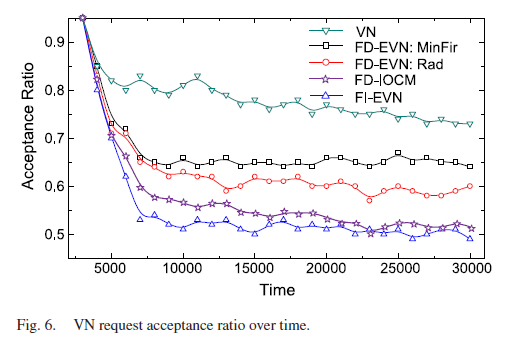 VN
FD-EVN: MinFir
FD-EVN: Rad
FD-IOCM
FI-EVN
Acceptance Ratio
0.9
0.8
0.7
0.6
0.5
5000 10000 15000 20000 25000 30000
Time
Fig. 6. VN request acceptance ratio over time.